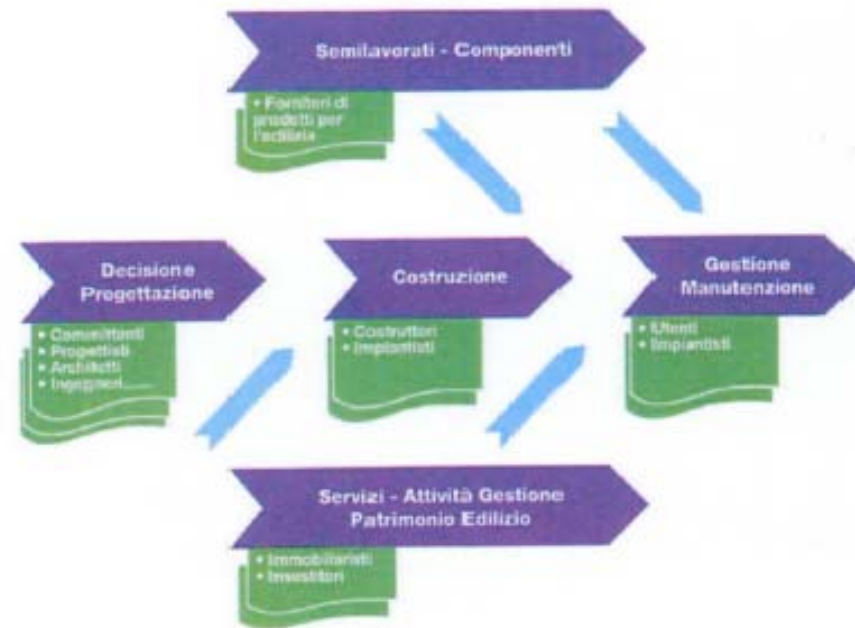 Semilavorati - Componenti
• Fornitori di
prodotti per
l'edilizia
Decisione
Progettazione
• Committenti
• Progettisti
• Architetti
• Ingegneri
Costruzione
• Costruttori
• Impiantisti
Gestione
Manutenzione
• Utenti
• Impiantisti
Servizi - Attività Gestione
Patrimonio Edilizio
• Immobiliaristi
• Investitori